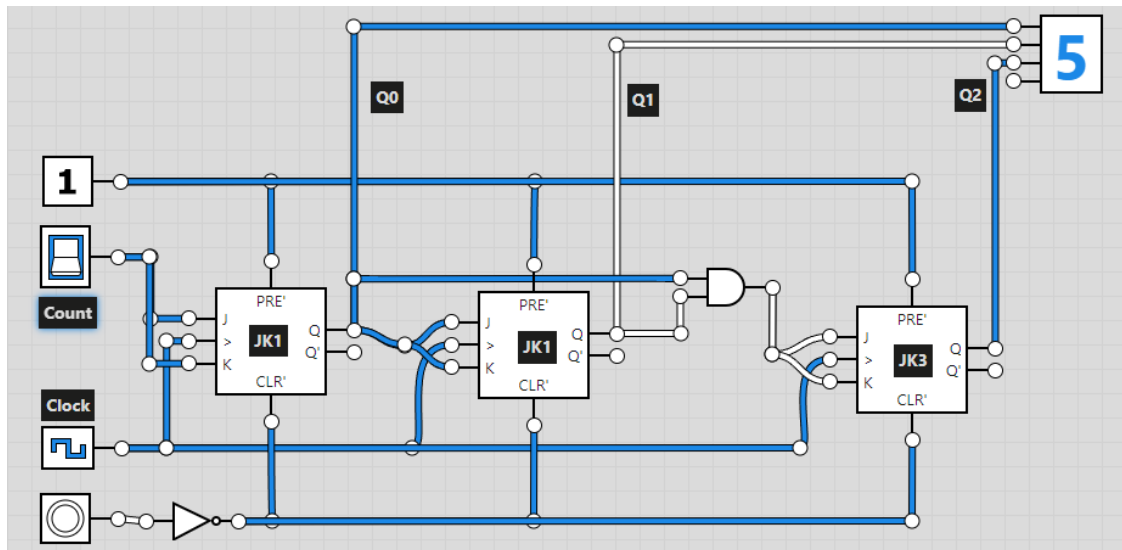 5
Q0
Q1
Q2
1
Count
PRE'
J
Q
JK1
>
Q'
K
CLR'
PRE'
J
Q
JK1
>
Q'
K
CLR'
PRE'
J
Q
JK3
>
Q'
K
CLR'
Clock